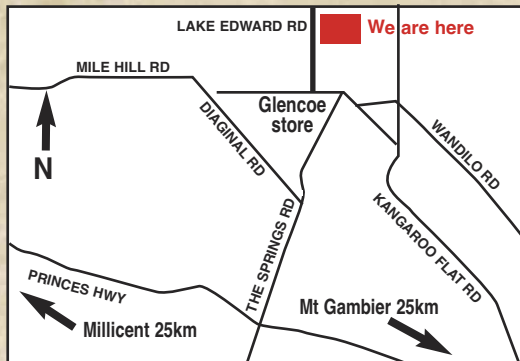 LAKE EDWARD RD
We are here
MILE HILL RD
Glencoe
store
DIAGINAL RD
WANDILO RD
N
KANGAROO FLAT RD
THE SPRINGS RD
PRINCES HWY
Mt Gambier 25km
Millicent 25km